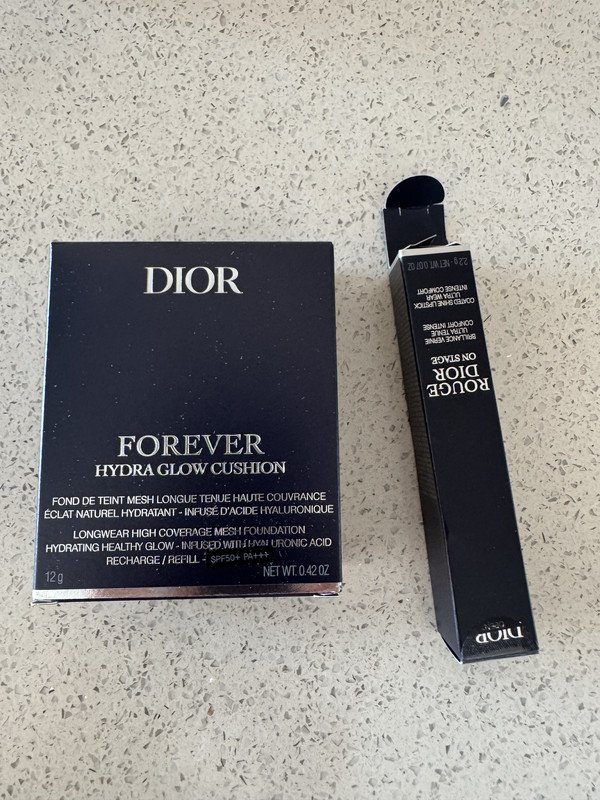 DIOR
FOREVER
HYDRA GLOW CUSHION
FOND DE TEINT MESH LONGUE TENUE HAUTE COUVRANCE
ÉCLAT NATUREL HYDRATANT - INFUSÉ D'ACIDE HYALURONIQUE
LONGWEAR HIGH COVERAGE MESH FOUNDATION
HYDRATING HEALTHY GLOW - INFUSED WITH HYALURONIC ACID
RECHARGE / REFILL - SPF50+ PA+++
12 g NET WT. 0.42 OZ
DIOR
ROUGE
DIOR
ON STAGE
BRILLANCE VERNIE
ULTRA TENUE
CONFORT INTENSE
COATED SHINE LIPSTICK
ULTRA WEAR
INTENSE COMFORT
2.2 g - NET WT. 0.07 OZ